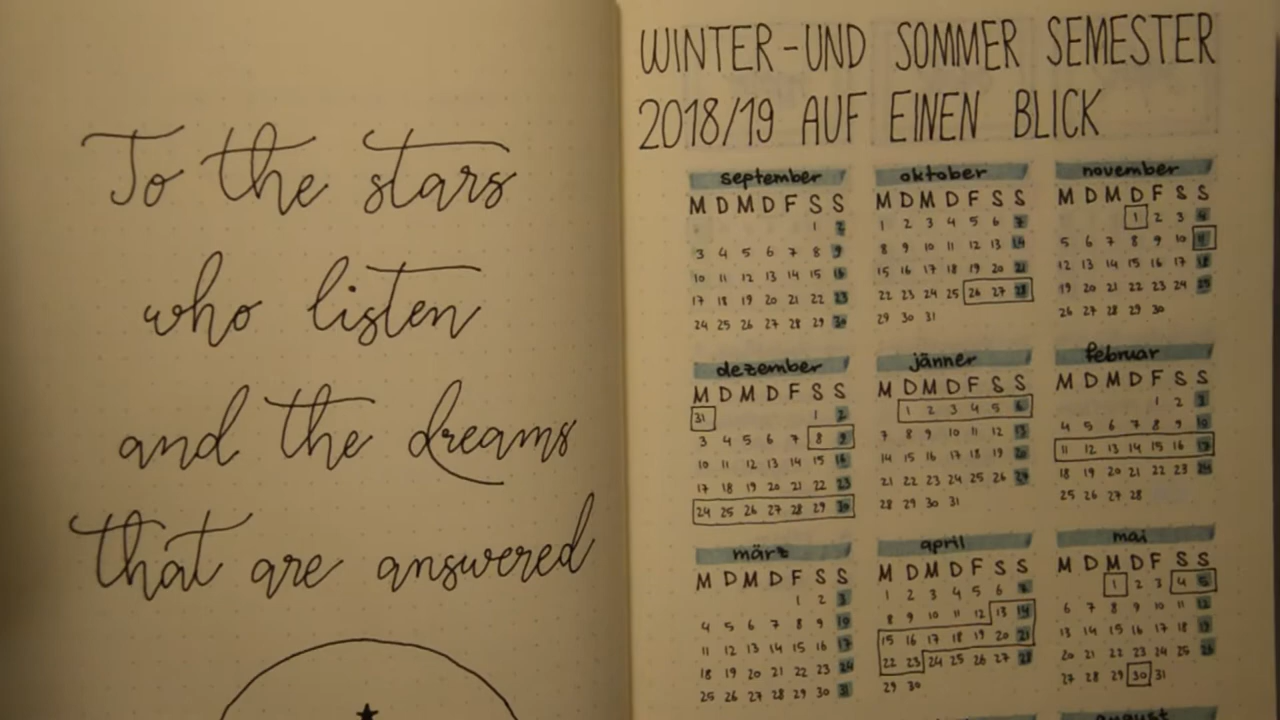 To the stars
who listen
and the dreams
that are answered
WINTER-UND SOMMER SEMESTER
2018/19 AUF EINEN BLICK
september
M D M D F S S
1 2
3 4 5 6 7 8 9
10 11 12 13 14 15 16
17 18 19 20 21 22 23
24 25 26 27 28 29 30
oktober
M D M D F S S
1 2 3 4 5 6 7
8 9 10 11 12 13 14
15 16 17 18 19 20 21
22 23 24 25 26 27 28
29 30 31
november
M D M D F S S
1 2 3 4
5 6 7 8 9 10 11
12 13 14 15 16 17 18
19 20 21 22 23 24 25
26 27 28 29 30
dezember
M D M D F S S
31 1 2
3 4 5 6 7 8 9
10 11 12 13 14 15 16
17 18 19 20 21 22 23
24 25 26 27 28 29 30
jänner
M D M D F S S
1 2 3 4 5 6
7 8 9 10 11 12 13
14 15 16 17 18 19 20
21 22 23 24 25 26 27
28 29 30 31
februar
M D M D F S S
1 2 3
4 5 6 7 8 9 10
11 12 13 14 15 16 17
18 19 20 21 22 23 24
25 26 27 28
märz
M D M D F S S
1 2 3
4 5 6 7 8 9 10
11 12 13 14 15 16 17
18 19 20 21 22 23 24
25 26 27 28 29 30 31
april
M D M D F S S
1 2 3 4 5 6 7
8 9 10 11 12 13 14
15 16 17 18 19 20 21
22 23 24 25 26 27 28
29 30
mai
M D M D F S S
1 2 3 4 5
6 7 8 9 10 11 12
13 14 15 16 17 18 19
20 21 22 23 24 25 26
27 28 29 30 31
august